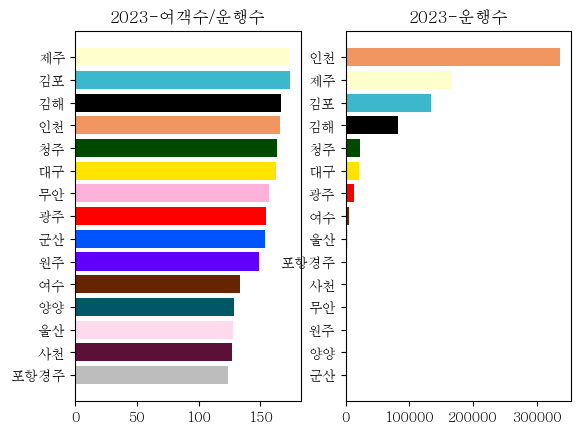 2023-여객수/운행수
제주
김포
김해
인천
청주
대구
무안
광주
군산
원주
여수
양양
울산
사천
포항경주
0 50 100 150
2023-운행수
인천
제주
김포
김해
청주
대구
광주
여수
울산
포항경주
사천
무안
원주
양양
군산
0 100000 200000 300000